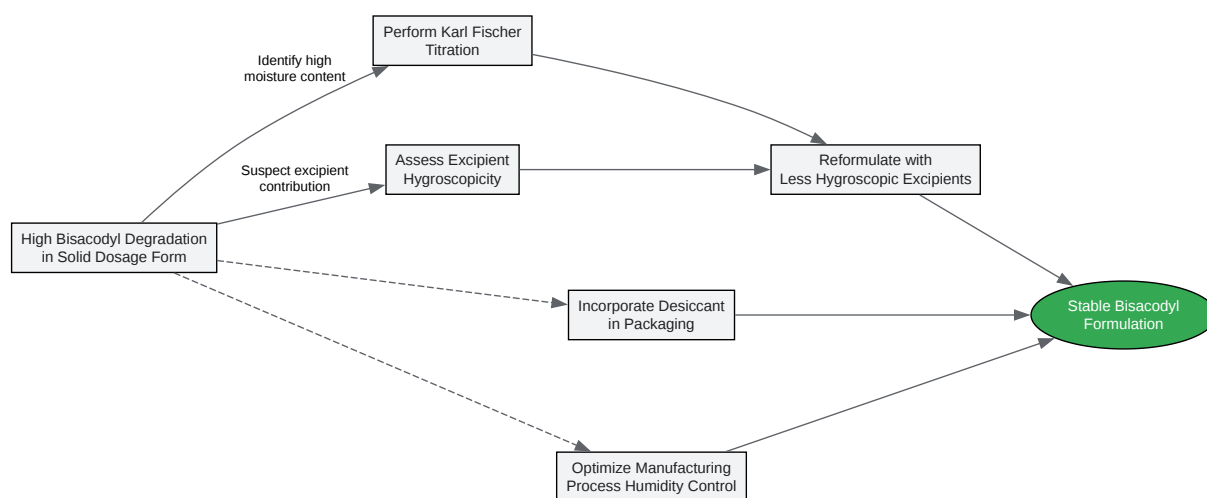 Perform Karl Fischer
Titration
Identify high
moisture content
Assess Excipient
Hygroscopicity
Reformulate with
Less Hygroscopic Excipients
Suspect excipient
contribution
High Bisacodyl Degradation
in Solid Dosage Form
Incorporate Desiccant
in Packaging
Stable Bisacodyl
Formulation
Optimize Manufacturing
Process Humidity Control